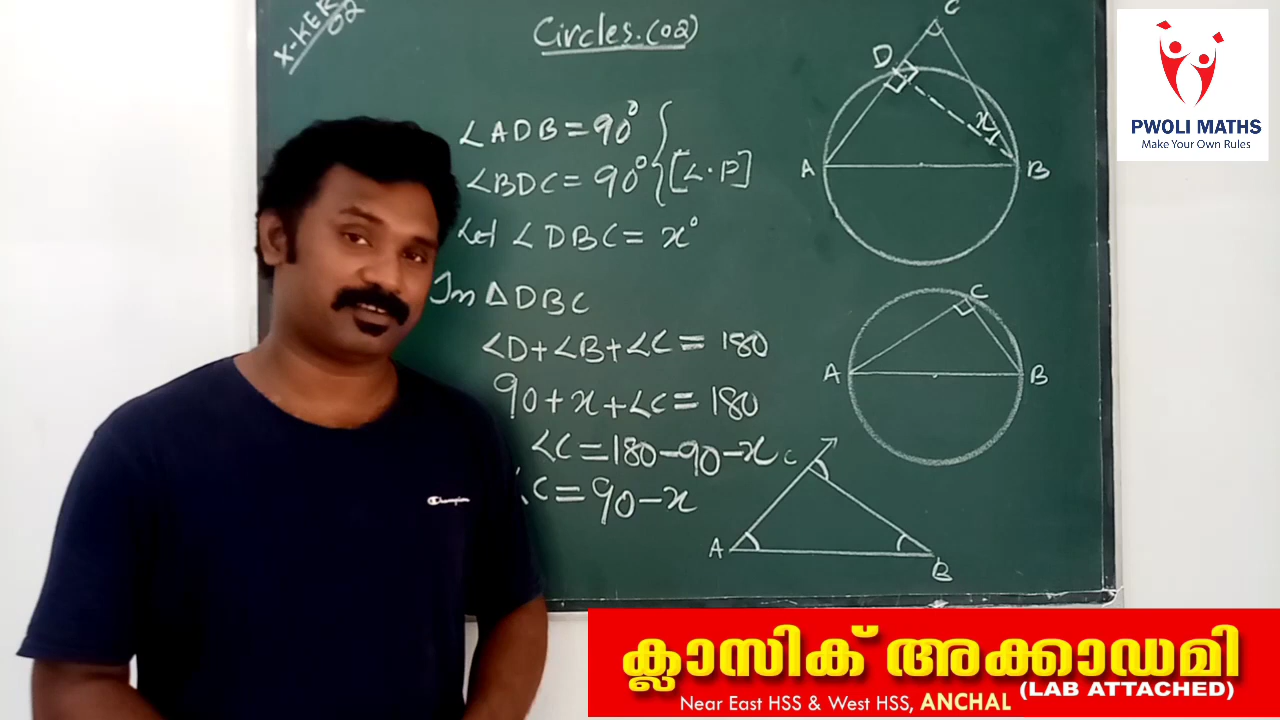 X-KER
02
Circles.(02)
∠ADB=90°
∠BDC=90° [∠.P]
Let ∠DBC= x°
In ΔDBC
∠D+∠B+∠C=180
90+x+∠C=180
∠C=180-90-x
∠C=90-x
C
D
x
A
B
C
A
B
C
A
B
Champion
PWOLI MATHS
Make Your Own Rules
ക്ലാസിക് അക്കാഡമി
(LAB ATTACHED)
Near East HSS & West HSS, ANCHAL